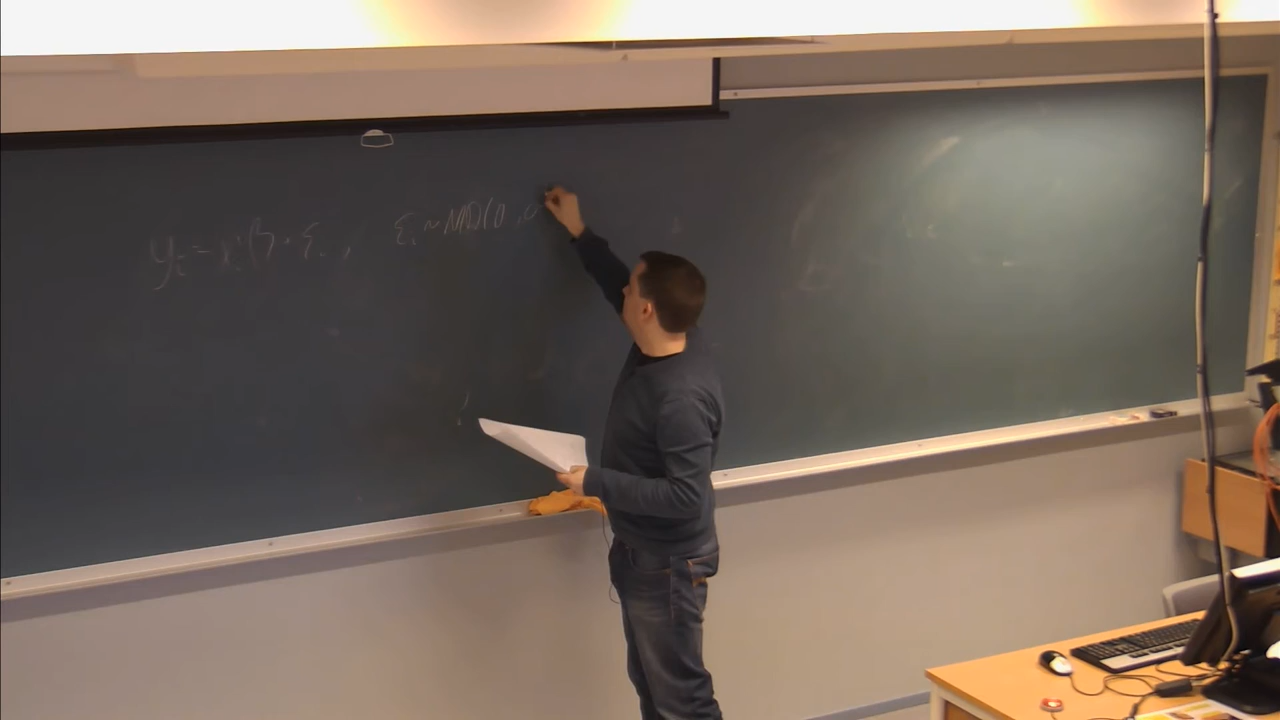 y_t = x_t'β + ε_t, ε_t ~ NID(0, σ